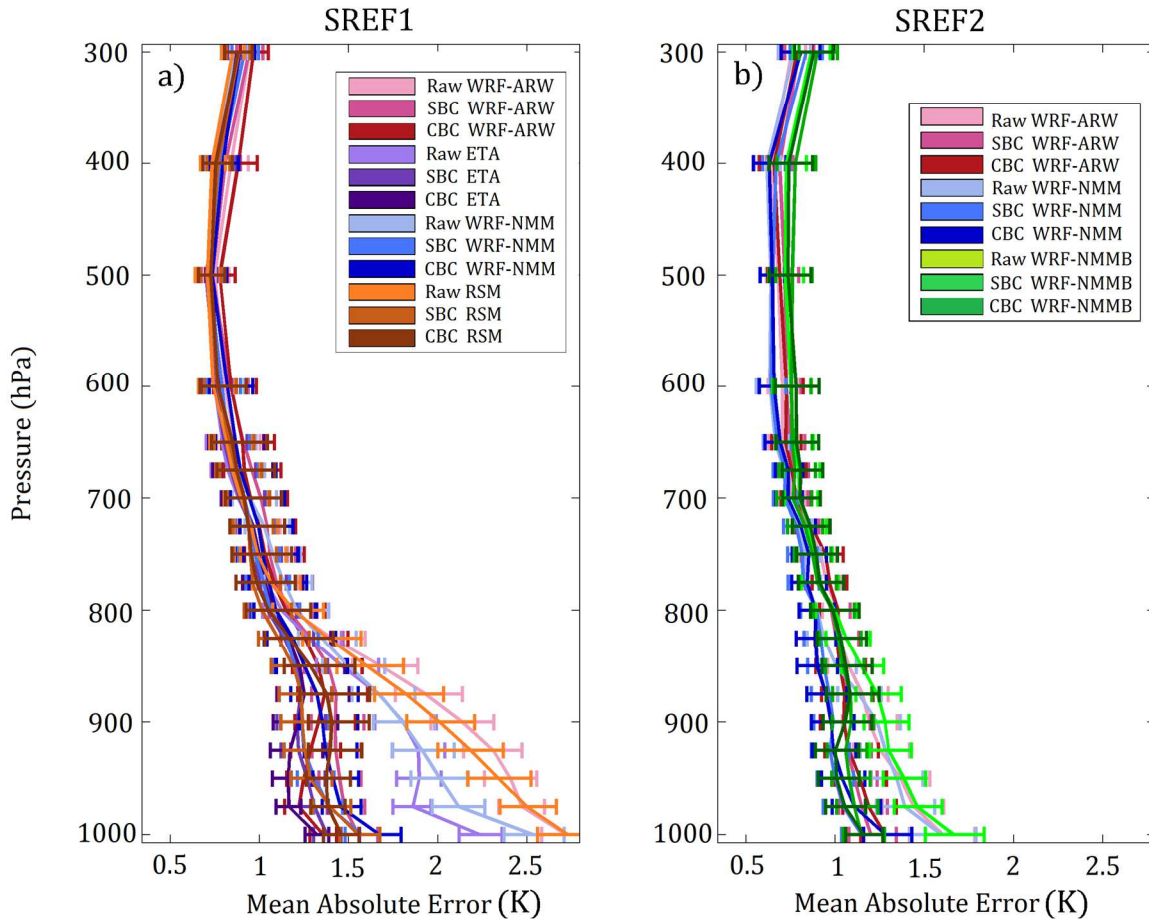 SREF1
a)
Raw WRF-ARW
SBC WRF-ARW
CBC WRF-ARW
Raw ETA
SBC ETA
CBC ETA
Raw WRF-NMM
SBC WRF-NMM
CBC WRF-NMM
Raw RSM
SBC RSM
CBC RSM
300
400
500
600
700
800
900
1000
Pressure (hPa)
0.5
1
1.5
2
2.5
Mean Absolute Error (K)
SREF2
b)
Raw WRF-ARW
SBC WRF-ARW
CBC WRF-ARW
Raw WRF-NMM
SBC WRF-NMM
CBC WRF-NMM
Raw WRF-NMMB
SBC WRF-NMMB
CBC WRF-NMMB
300
400
500
600
700
800
900
1000
0.5
1
1.5
2
2.5
Mean Absolute Error (K)